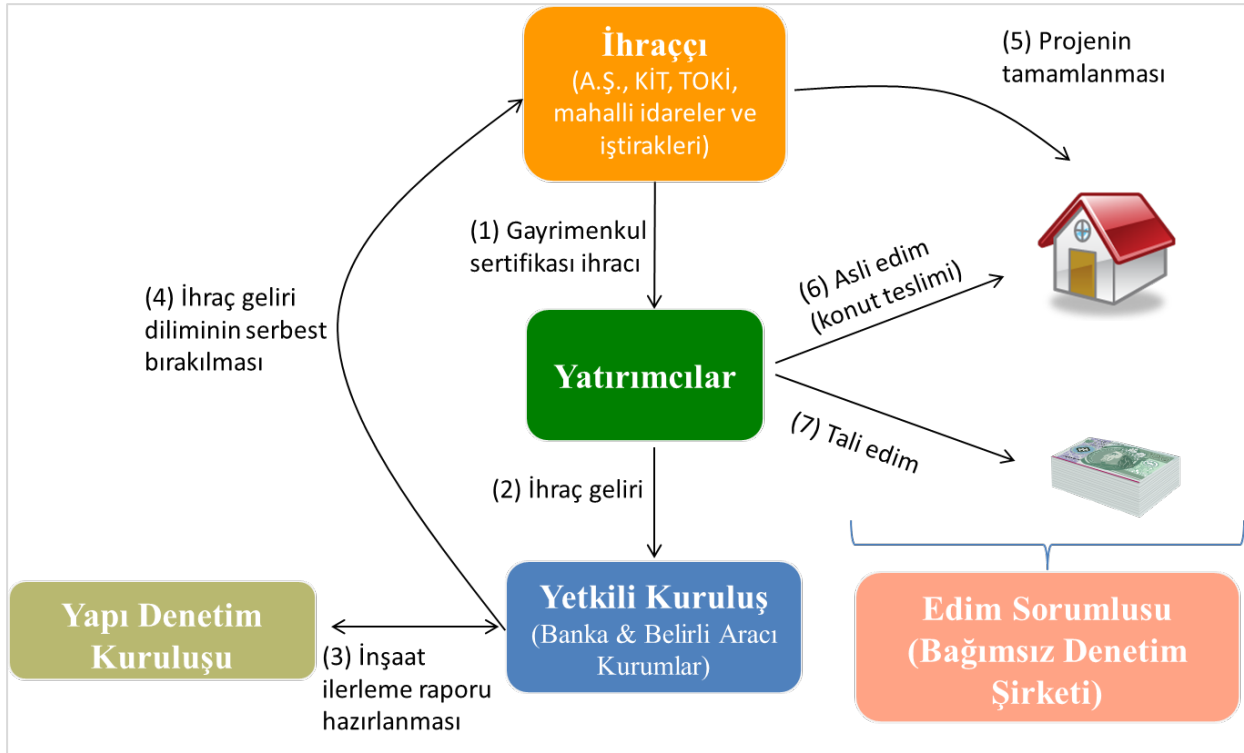 İhraççı
(A.Ş., KİT, TOKİ,
mahalli idareler ve
iştirakleri)
(5) Projenin
tamamlanması
(1) Gayrimenkul
sertifikası ihracı
(4) İhraç geliri
diliminin serbest
bırakılması
(6) Asli edim
(konut teslimi)
Yatırımcılar
(7) Tali edim
(2) İhraç geliri
Yapı Denetim
Kuruluşu
(3) İnşaat
ilerleme raporu
hazırlanması
Yetkili Kuruluş
(Banka & Belirli Aracı
Kurumlar)
Edim Sorumlusu
(Bağımsız Denetim
Şirketi)